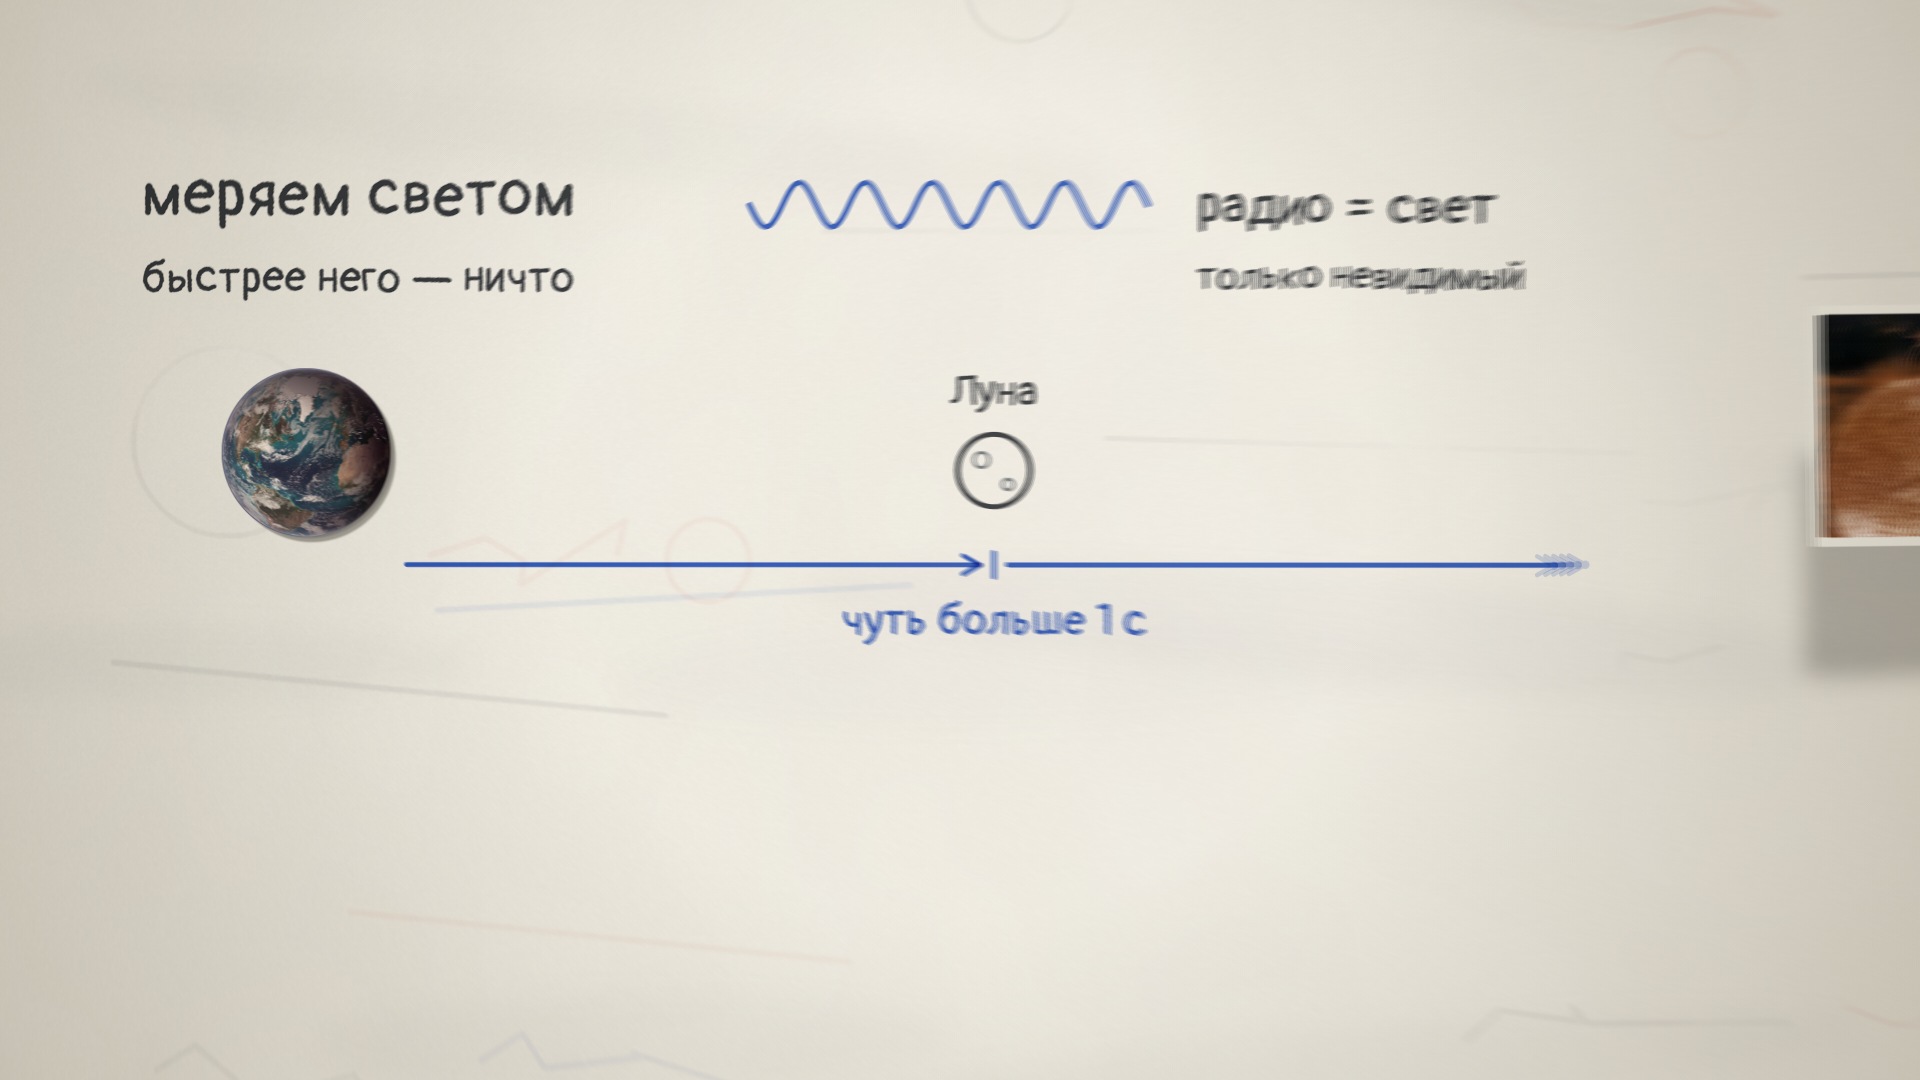 меряем светом
быстрее него — ничто
радио = свет
только невидимый
Луна
чуть больше 1 с